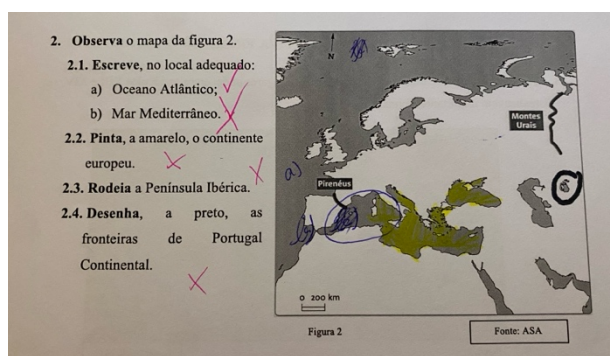 2. Observa o mapa da figura 2.
2.1. Escreve, no local adequado:
a) Oceano Atlântico;
b) Mar Mediterrâneo.
2.2. Pinta, a amarelo, o continente
europeu.
2.3. Rodeia a Península Ibérica.
2.4. Desenha, a preto, as
fronteiras de Portugal
Continental.
N
Montes
Urais
a)
Pirenéus
b)
0 200 km
Figura 2
Fonte: ASA